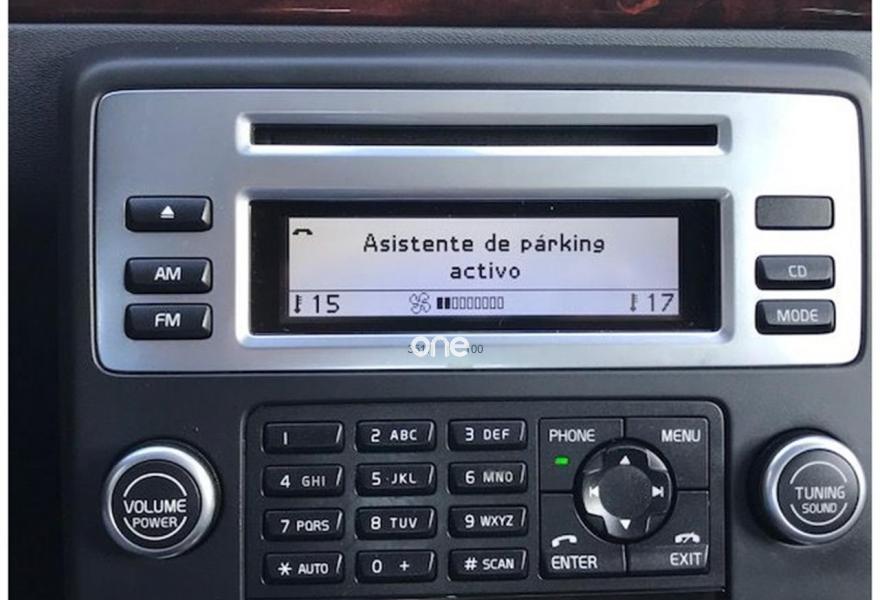 Asistente de párking
activo
15
17
AM
FM
CD
MODE
one
1
2 ABC
3 DEF
PHONE
MENU
4 GHI
5 JKL
6 MNO
VOLUME
POWER
7 PQRS
8 TUV
9 WXYZ
TUNING
SOUND
* AUTO
0 +
# SCAN
ENTER
EXIT